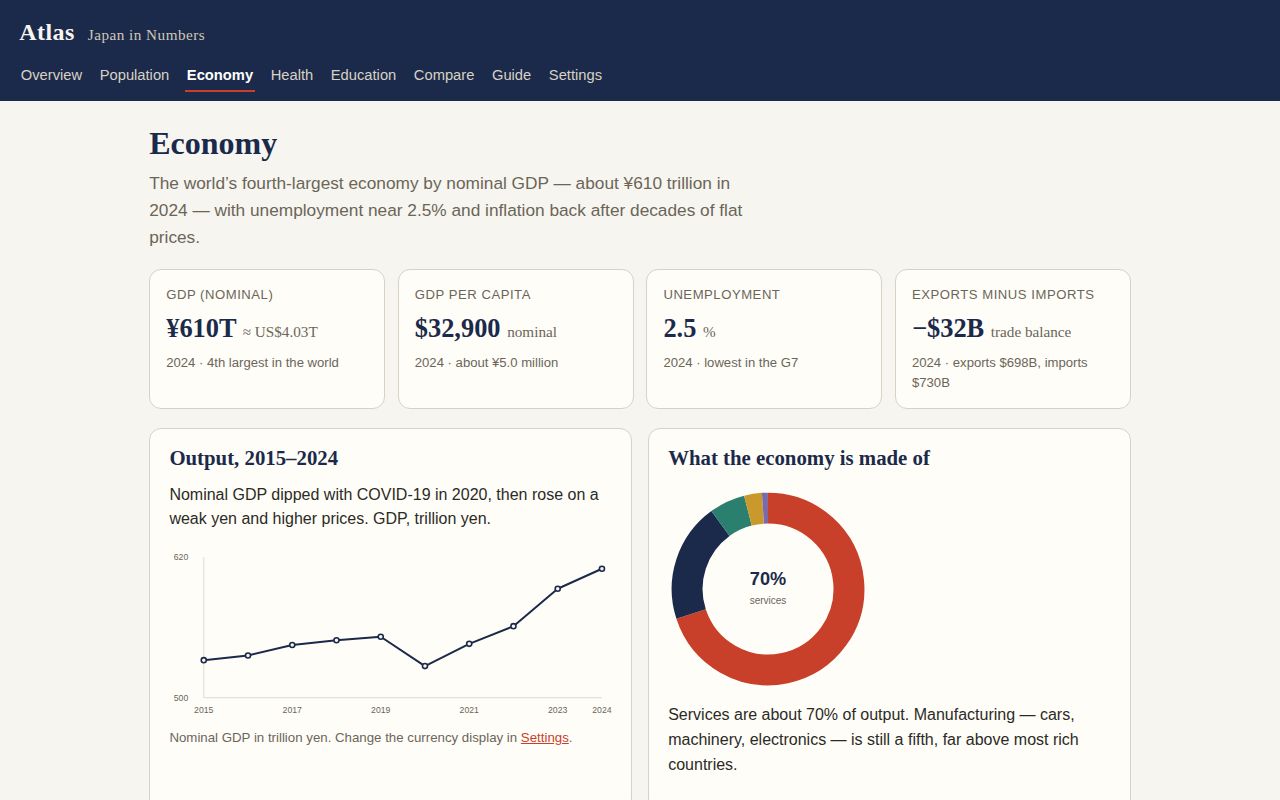 Atlas Japan in Numbers
Overview Population Economy Health Education Compare Guide Settings
Economy
The world’s fourth-largest economy by nominal GDP — about ¥610 trillion in
2024 — with unemployment near 2.5% and inflation back after decades of flat
prices.
GDP (NOMINAL)
¥610T ≈ US$4.03T
2024 · 4th largest in the world
GDP PER CAPITA
$32,900 nominal
2024 · about ¥5.0 million
UNEMPLOYMENT
2.5 %
2024 · lowest in the G7
EXPORTS MINUS IMPORTS
−$32B trade balance
2024 · exports $698B, imports
$730B
Output, 2015–2024
Nominal GDP dipped with COVID-19 in 2020, then rose on a
weak yen and higher prices. GDP, trillion yen.
620
500
2015 2017 2019 2021 2023 2024
Nominal GDP in trillion yen. Change the currency display in Settings.
What the economy is made of
70%
services
Services are about 70% of output. Manufacturing — cars,
machinery, electronics — is still a fifth, far above most rich
countries.